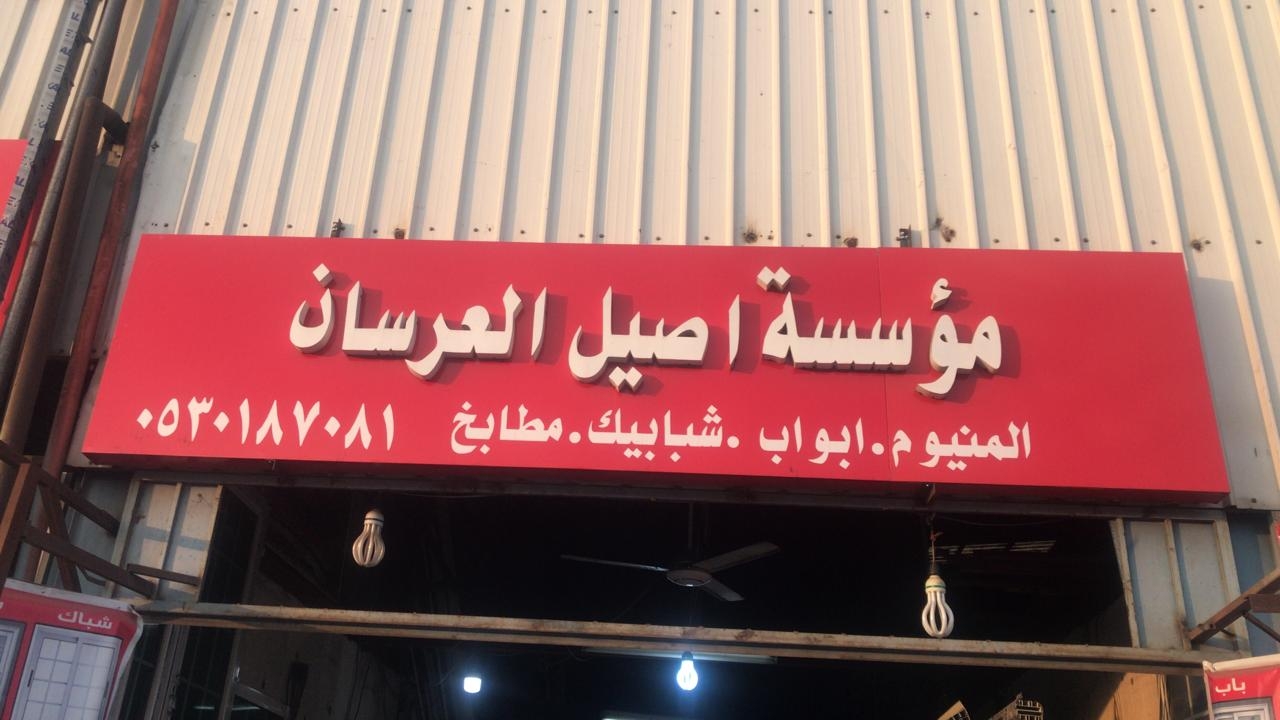 مؤسسة اصيل العرسان
المنيوم.ابواب.شبابيك.مطابخ ٠٥٣٠١٨٧٠٨١
شباك
باب